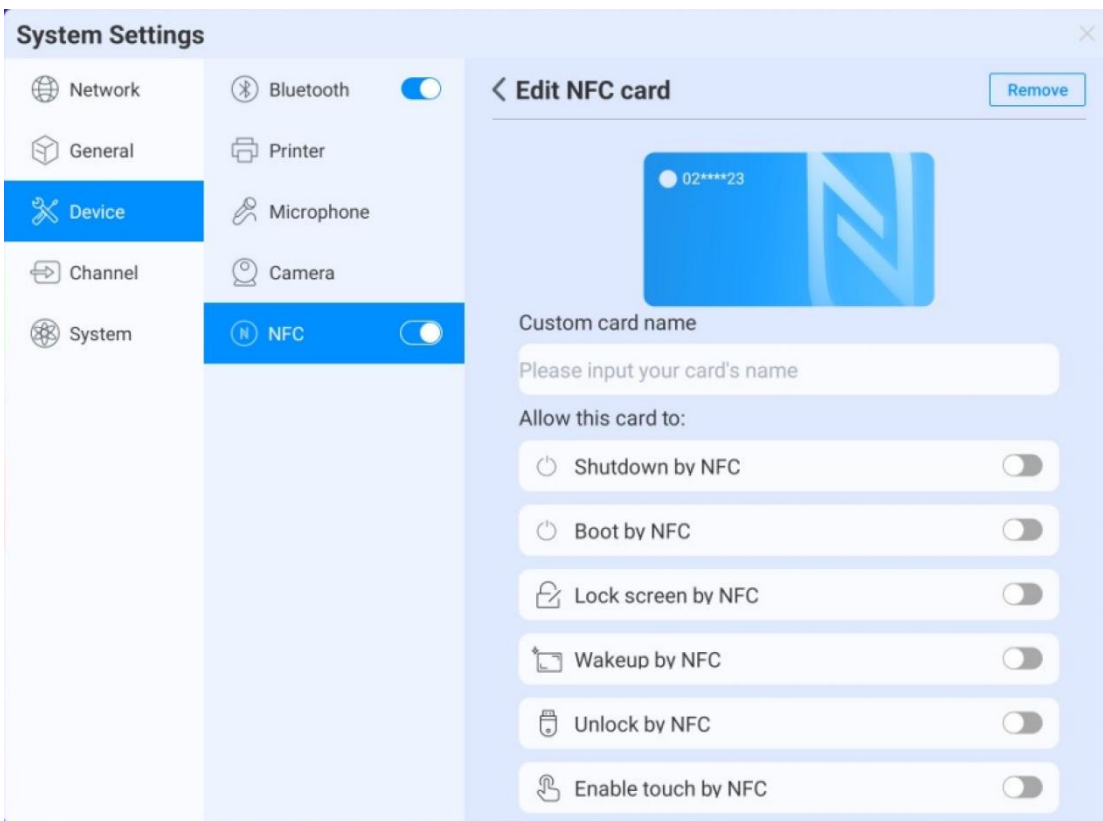 System Settings
Network
General
Device
Channel
System
Bluetooth
Printer
Microphone
Camera
NFC
Edit NFC card
Remove
02****23
Custom card name
Please input your card's name
Allow this card to:
Shutdown by NFC
Boot by NFC
Lock screen by NFC
Wakeup by NFC
Unlock by NFC
Enable touch by NFC